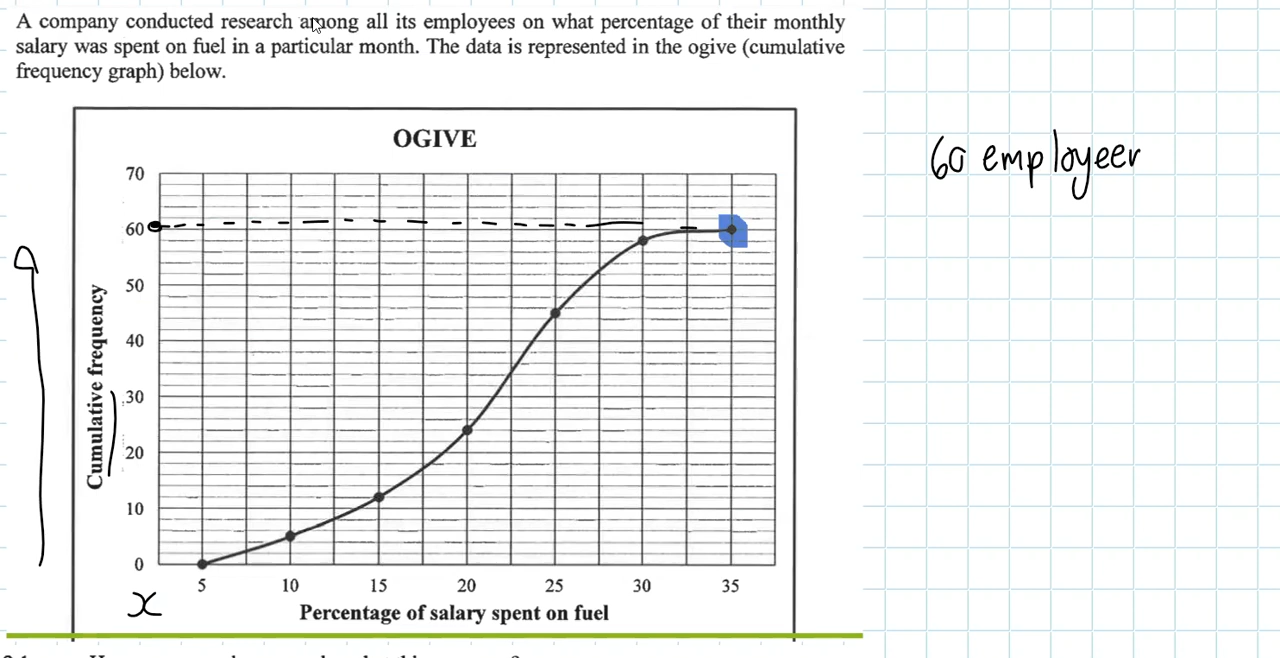 A company conducted research among all its employees on what percentage of their monthly
salary was spent on fuel in a particular month. The data is represented in the ogive (cumulative
frequency graph) below.
OGIVE
60 employeer
70
60
50
40
30
20
10
0
Cumulative frequency
5 10 15 20 25 30 35
x
Percentage of salary spent on fuel